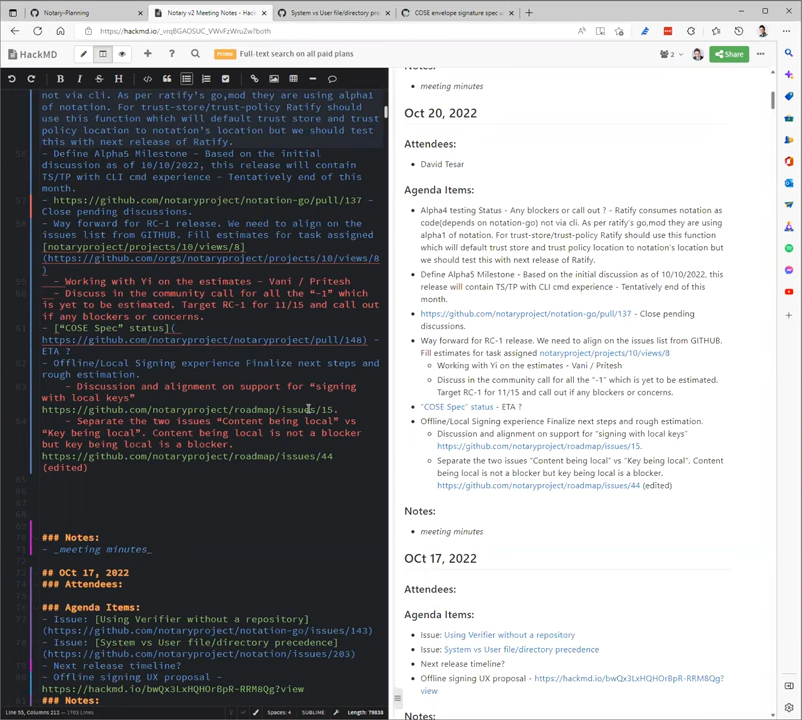 Notary-Planning
Notary v2 Meeting Notes - Hac
System vs User file/directory pre
COSE envelope signature spec
https://hackmd.io/_vrq8GAOSUC_VWvFzWruZw?both
HackMD
Prime
Full-text search on all paid plans
2
Share
not via cli. As per ratify's go,mod they are using alpha1
of notation. For trust-store/trust-policy Ratify should
use this function which will default trust store and trust
policy location to notation's location but we should test
this with next release of Ratify.
- Define Alpha5 Milestone - Based on the initial
discussion as of 10/10/2022, this release will contain
TS/TP with CLI cmd experience - Tentatively end of this
month.
- https://github.com/notaryproject/notation-go/pull/137 -
Close pending discussions.
- Way forward for RC-1 release. We need to align on the
issues list from GITHUB. Fill estimates for task assigned
[notaryproject/projects/10/views/8]
(https://github.com/orgs/notaryproject/projects/10/views/8
)
- Working with Yi on the estimates - Vani / Pritesh
- Discuss in the community call for all the "-1" which
is yet to be estimated. Target RC-1 for 11/15 and call out
if any blockers or concerns.
- ["COSE Spec" status](
https://github.com/notaryproject/notaryproject/pull/148) -
ETA ?
- Offline/Local Signing experience Finalize next steps and
rough estimation.
- Discussion and alignment on support for "signing
with local keys"
https://github.com/notaryproject/roadmap/issues/15.
- Separate the two issues "Content being local" vs
"Key being local". Content being local is not a blocker
but key being local is a blocker.
https://github.com/notaryproject/roadmap/issues/44
(edited)
### Notes:
- _meeting minutes_
## OCt 17, 2022
### Attendees:
### Agenda Items:
- Issue: [Using Verifier without a repository]
(https://github.com/notaryproject/notation-go/issues/143)
- Issue: [System vs User file/directory precedence]
(https://github.com/notaryproject/notation/issues/203)
- Next release timeline?
- Offline signing UX proposal -
https://hackmd.io/bwQx3LxHQHOrBpR-RRM8Qg?view
### Notes:
Line 55, Columns 213 — 1763 Lines
Spaces: 4
SUBLIME
Length: 79838
Notes:
• meeting minutes
Oct 20, 2022
Attendees:
• David Tesar
Agenda Items:
• Alpha4 testing Status - Any blockers or call out ? - Ratify consumes notation as
code(depends on notation-go) not via cli. As per ratify's go,mod they are using
alpha1 of notation. For trust-store/trust-policy Ratify should use this function
which will default trust store and trust policy location to notation's location but
we should test this with next release of Ratify.
• Define Alpha5 Milestone - Based on the initial discussion as of 10/10/2022, this
release will contain TS/TP with CLI cmd experience - Tentatively end of this
month.
• https://github.com/notaryproject/notation-go/pull/137 - Close pending
discussions.
• Way forward for RC-1 release. We need to align on the issues list from GITHUB.
Fill estimates for task assigned notaryproject/projects/10/views/8
Working with Yi on the estimates - Vani / Pritesh
Discuss in the community call for all the "-1" which is yet to be estimated.
Target RC-1 for 11/15 and call out if any blockers or concerns.
• "COSE Spec" status - ETA ?
• Offline/Local Signing experience Finalize next steps and rough estimation.
Discussion and alignment on support for "signing with local keys"
https://github.com/notaryproject/roadmap/issues/15.
Separate the two issues "Content being local" vs "Key being local". Content
being local is not a blocker but key being local is a blocker.
https://github.com/notaryproject/roadmap/issues/44 (edited)
Notes:
• meeting minutes
OCt 17, 2022
Attendees:
Agenda Items:
• Issue: Using Verifier without a repository
• Issue: System vs User file/directory precedence
• Next release timeline?
• Offline signing UX proposal - https://hackmd.io/bwQx3LxHQHOrBpR-RRM8Qg?
view
Notes: